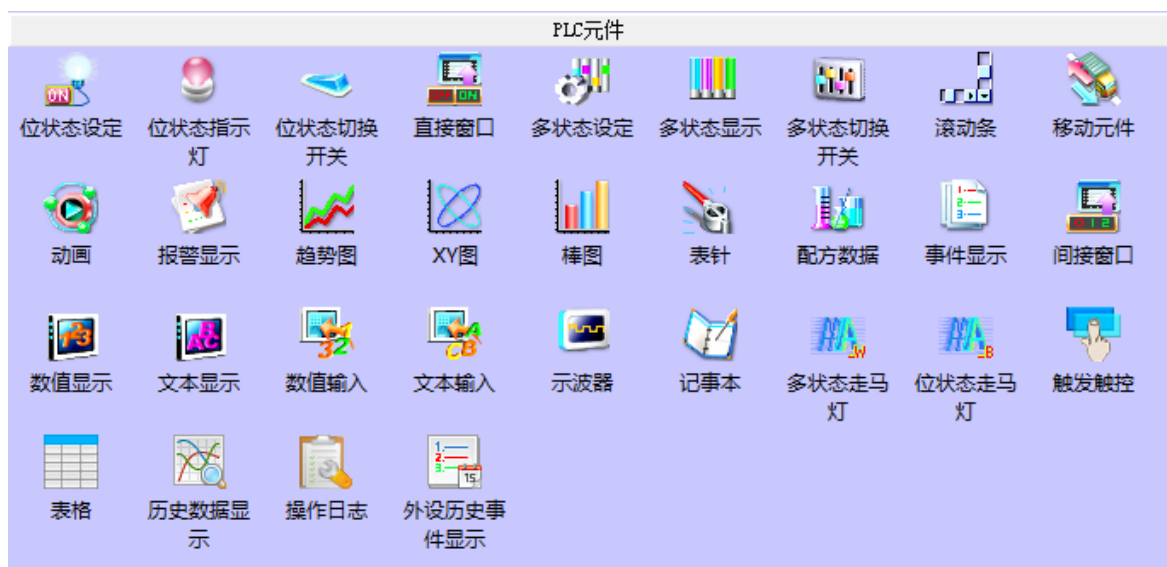 PLC元件
ON
ON
位状态设定 位状态指示 位状态切换 直接窗口 多状态设定 多状态显示 多状态切换 滚动条 移动元件
灯 开关 开关
0 1 2
动画 报警显示 趋势图 XY图 棒图 表针 配方数据 事件显示 间接窗口
数值显示 文本显示 数值输入 文本输入 示波器 记事本 多状态走马 位状态走马 触发触控
灯 灯
15
表格 历史数据显 操作日志 外设历史事
示 件显示